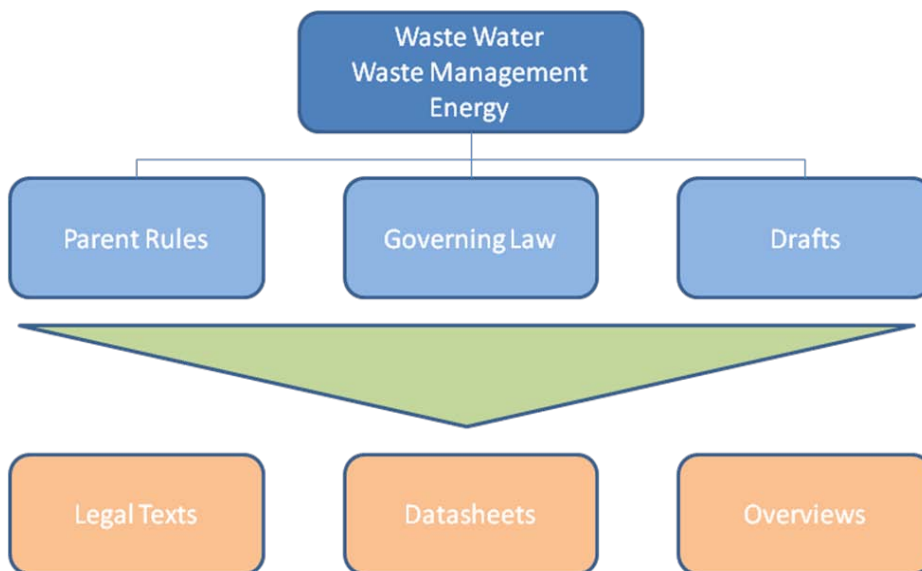 Waste Water
Waste Management
Energy
Parent Rules
Governing Law
Drafts
Legal Texts
Datasheets
Overviews